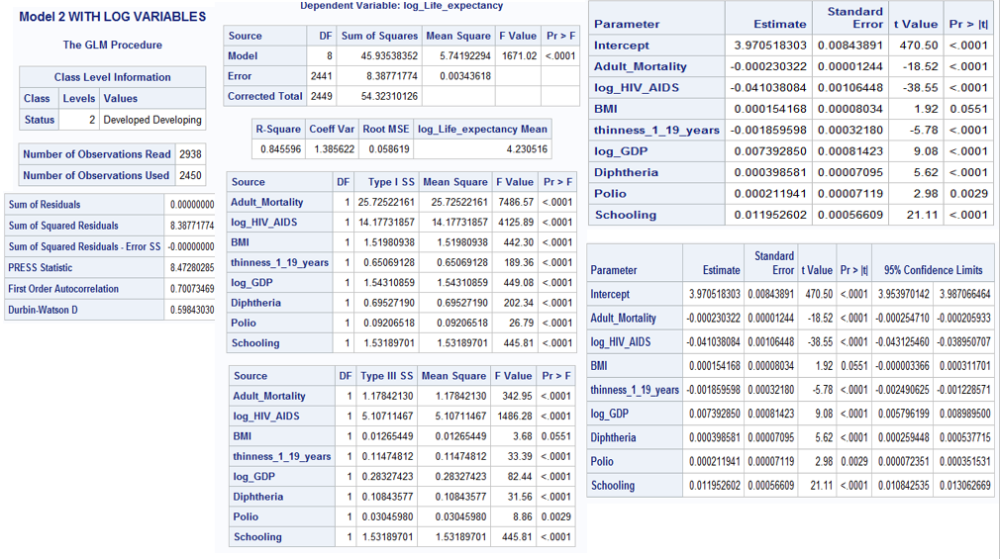 Model 2 WITH LOG VARIABLES
The GLM Procedure
Class Level Information
Class Levels Values
Status 2 Developed Developing
Number of Observations Read 2938
Number of Observations Used 2450
Sum of Residuals 0.00000000
Sum of Squared Residuals 8.38771774
Sum of Squared Residuals - Error SS -0.00000000
PRESS Statistic 8.47280285
First Order Autocorrelation 0.70073469
Durbin-Watson D 0.59843030
Dependent Variable: log_Life_expectancy
Source DF Sum of Squares Mean Square F Value Pr > F
Model 8 45.93538352 5.74192294 1671.02 <.0001
Error 2441 8.38771774 0.00343618
Corrected Total 2449 54.32310126
R-Square Coeff Var Root MSE log_Life_expectancy Mean
0.845596 1.385622 0.058619 4.230516
Source DF Type I SS Mean Square F Value Pr > F
Adult_Mortality 1 25.72522161 25.72522161 7486.57 <.0001
log_HIV_AIDS 1 14.17731857 14.17731857 4125.89 <.0001
BMI 1 1.51980938 1.51980938 442.30 <.0001
thinness_1_19_years 1 0.65069128 0.65069128 189.36 <.0001
log_GDP 1 1.54310859 1.54310859 449.08 <.0001
Diphtheria 1 0.69527190 0.69527190 202.34 <.0001
Polio 1 0.09206518 0.09206518 26.79 <.0001
Schooling 1 1.53189701 1.53189701 445.81 <.0001
Source DF Type III SS Mean Square F Value Pr > F
Adult_Mortality 1 1.17842130 1.17842130 342.95 <.0001
log_HIV_AIDS 1 5.10711467 5.10711467 1486.28 <.0001
BMI 1 0.01265449 0.01265449 3.68 0.0551
thinness_1_19_years 1 0.11474812 0.11474812 33.39 <.0001
log_GDP 1 0.28327423 0.28327423 82.44 <.0001
Diphtheria 1 0.10843577 0.10843577 31.56 <.0001
Polio 1 0.03045980 0.03045980 8.86 0.0029
Schooling 1 1.53189701 1.53189701 445.81 <.0001
Parameter Estimate Standard Error t Value Pr > |t|
Intercept 3.970518303 0.00843891 470.50 <.0001
Adult_Mortality -0.000230322 0.00001244 -18.52 <.0001
log_HIV_AIDS -0.041038084 0.00106448 -38.55 <.0001
BMI 0.000154168 0.00008034 1.92 0.0551
thinness_1_19_years -0.001859598 0.00032180 -5.78 <.0001
log_GDP 0.007392850 0.00081423 9.08 <.0001
Diphtheria 0.000398581 0.00007095 5.62 <.0001
Polio 0.000211941 0.00007119 2.98 0.0029
Schooling 0.011952602 0.00056609 21.11 <.0001
Parameter Estimate Standard Error t Value Pr > |t| 95% Confidence Limits
Intercept 3.970518303 0.00843891 470.50 <.0001 3.953970142 3.987066464
Adult_Mortality -0.000230322 0.00001244 -18.52 <.0001 -0.000254710 -0.000205933
log_HIV_AIDS -0.041038084 0.00106448 -38.55 <.0001 -0.043125460 -0.038950707
BMI 0.000154168 0.00008034 1.92 0.0551 -0.000003366 0.000311701
thinness_1_19_years -0.001859598 0.00032180 -5.78 <.0001 -0.002490625 -0.001228571
log_GDP 0.007392850 0.00081423 9.08 <.0001 0.005796199 0.008989500
Diphtheria 0.000398581 0.00007095 5.62 <.0001 0.000259448 0.000537715
Polio 0.000211941 0.00007119 2.98 0.0029 0.000072351 0.000351531
Schooling 0.011952602 0.00056609 21.11 <.0001 0.010842535 0.013062669